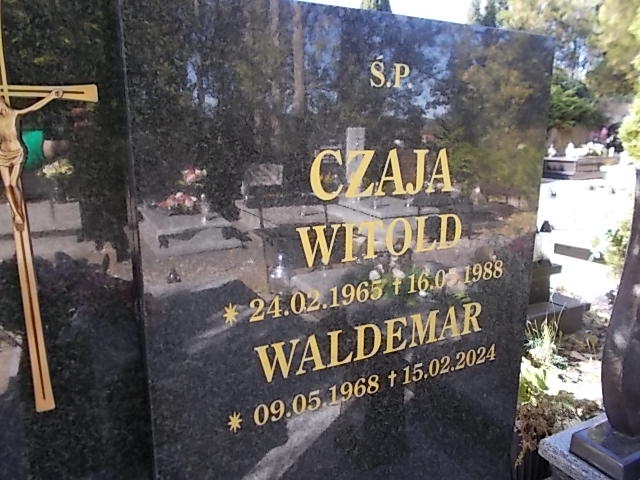 Ś.P.
CZAJA
WITOLD
* 24.02.1965 † 16.05.1988
WALDEMAR
* 09.05.1968 † 15.02.2024